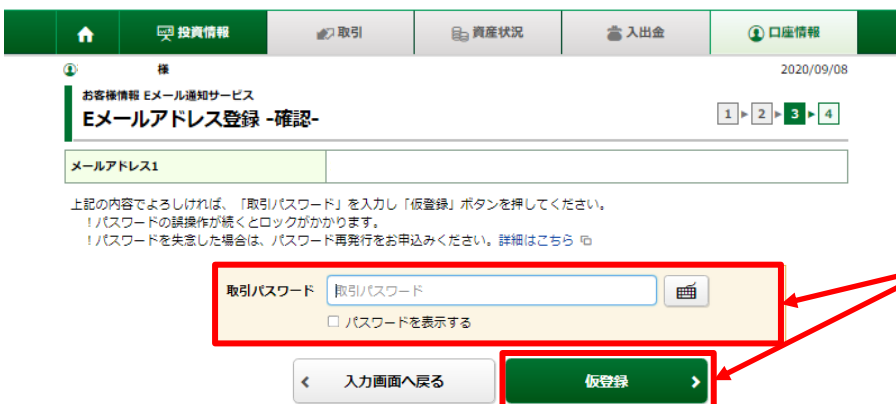 投資情報
取引
資産状況
入出金
口座情報
様
2020/09/08
お客様情報 Eメール通知サービス
Eメールアドレス登録 -確認-
1 2 3 4
メールアドレス1
上記の内容でよろしければ、「取引パスワード」を入力し「仮登録」ボタンを押してください。
！パスワードの誤操作が続くとロックがかかります。
！パスワードを失念した場合は、パスワード再発行をお申込みください。詳細はこちら
取引パスワード 取引パスワード
パスワードを表示する
入力画面へ戻る
仮登録